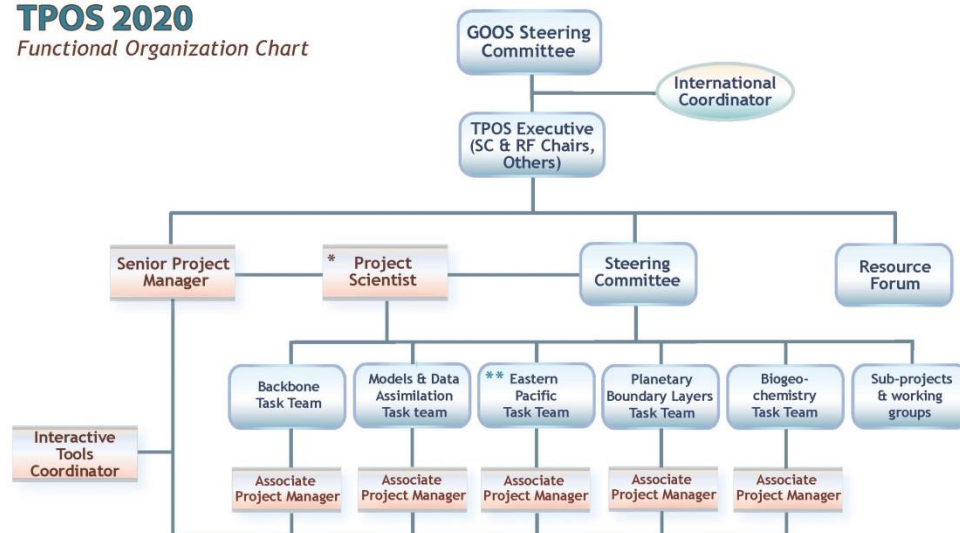 TPOS 2020
Functional Organization Chart
GOOS Steering
Committee
International
Coordinator
TPOS Executive
(SC & RF Chairs,
Others)
Senior Project
Manager
* Project
Scientist
Steering
Committee
Resource
Forum
Backbone
Task Team
Models & Data
Assimilation
Task team
** Eastern
Pacific
Task Team
Planetary
Boundary Layers
Task Team
Biogeo-
chemistry
Task Team
Sub-projects
& working
groups
Interactive
Tools
Coordinator
Associate
Project Manager
Associate
Project Manager
Associate
Project Manager
Associate
Project Manager
Associate
Project Manager